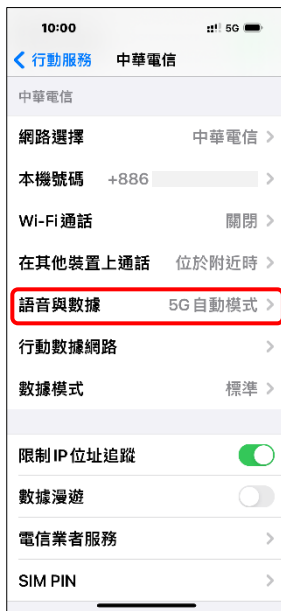 10:00 5G
行動服務 中華電信
中華電信
網路選擇 中華電信
本機號碼 +886
Wi-Fi通話 關閉
在其他裝置上通話 位於附近時
語音與數據 5G自動模式
行動數據網路
數據模式 標準
限制IP位址追蹤
數據漫遊
電信業者服務
SIM PIN